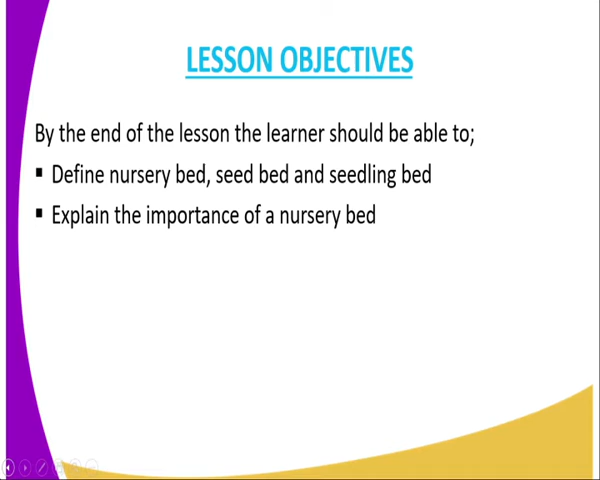 LESSON OBJECTIVES
By the end of the lesson the learner should be able to;
▪ Define nursery bed, seed bed and seedling bed
▪ Explain the importance of a nursery bed